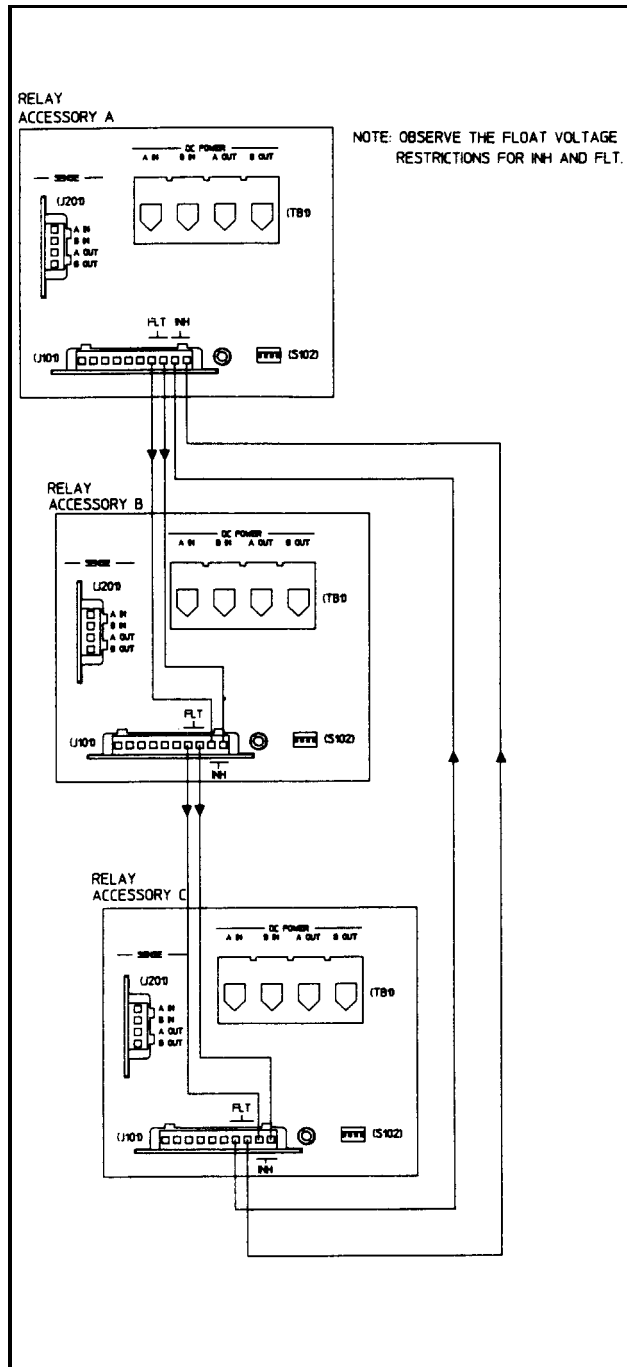 RELAY
ACCESSORY A
NOTE: OBSERVE THE FLOAT VOLTAGE
RESTRICTIONS FOR INH AND FLT.
DC POWER
A IN B IN A OUT B OUT
SENSE
(J201)
A IN
B IN
A OUT
B OUT
(TB1)
FLT INH
(J101)
(S102)
RELAY
ACCESSORY B
DC POWER
A IN B IN A OUT B OUT
SENSE
(J201)
A IN
B IN
A OUT
B OUT
(TB1)
FLT
(J101)
(S102)
INH
RELAY
ACCESSORY C
DC POWER
A IN B IN A OUT B OUT
SENSE
(J201)
A IN
B IN
A OUT
B OUT
(TB1)
FLT
(J101)
(S102)
INH